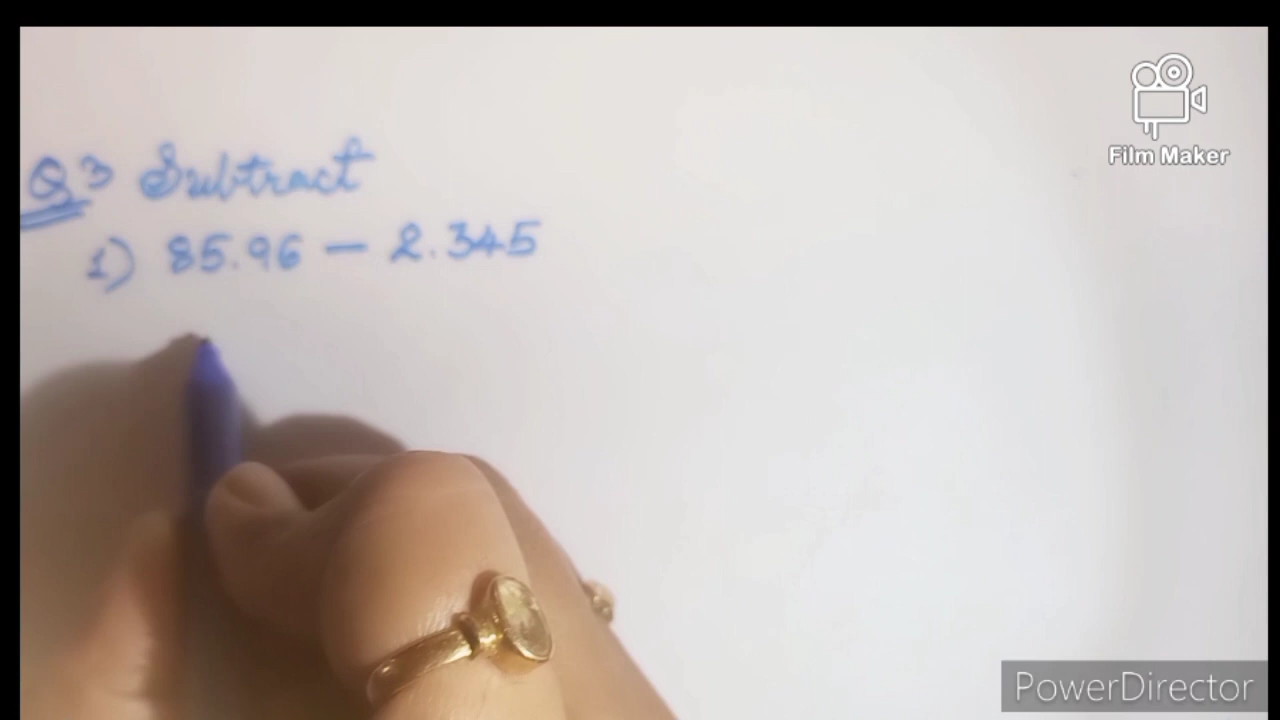 Film Maker
Q3 Subtract
1) 85.96 – 2.345
PowerDirector